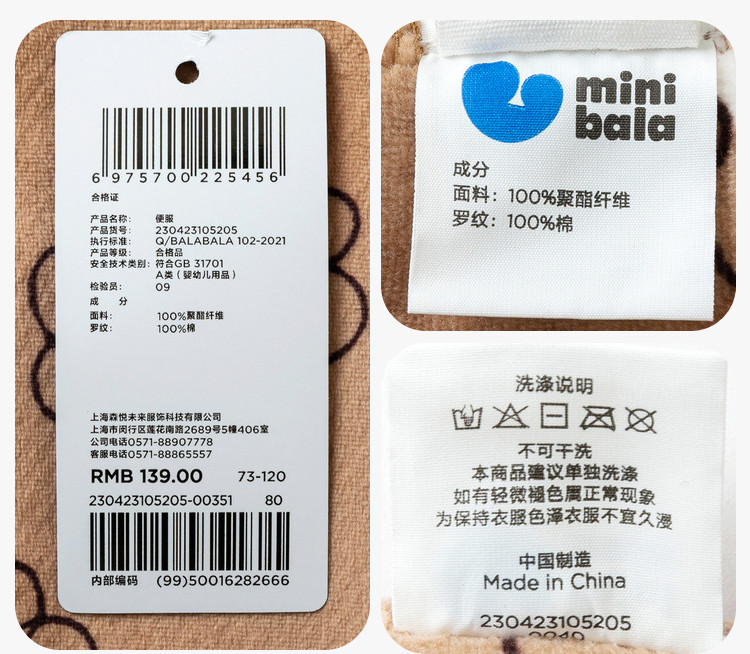 6 975700 225456
合格证
产品名称： 便服
产品货号： 230423105205
执行标准： Q/BALABALA 102-2021
产品等级： 合格品
安全技术类别：符合GB 31701
A类（婴幼儿用品）
检验员： 09
成 分
面料： 100%聚酯纤维
罗纹： 100%棉
上海森悦未来服饰科技有限公司
上海市闵行区莲花南路2689号5幢406室
公司电话0571-88907778
客服电话0571-88865557
RMB 139.00 73-120
230423105205-00351 80
内部编码 (99)50016282666
mini
bala
成分
面料：100%聚酯纤维
罗纹：100%棉
洗涤说明
不可干洗
本商品建议单独洗涤
如有轻微褪色属正常现象
为保持衣服色泽衣服不宜久漫
中国制造
Made in China
230423105205